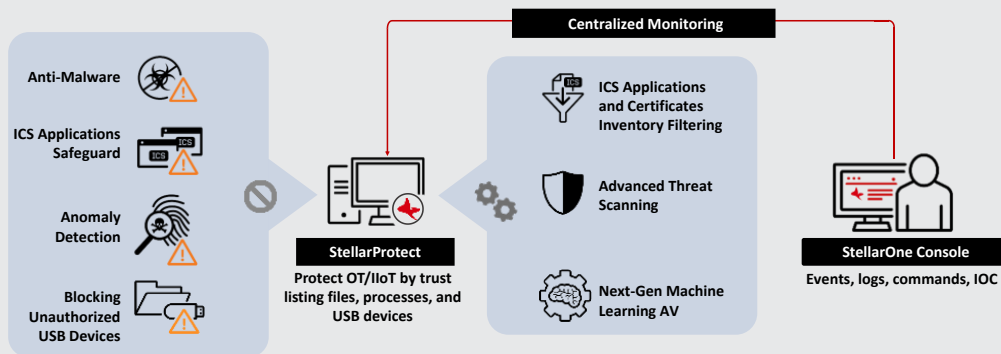 Centralized Monitoring
Anti-Malware
ICS Applications
Safeguard
ICS
ICS
Anomaly
Detection
Blocking
Unauthorized
USB Devices
StellarProtect
Protect OT/IIoT by trust
listing files, processes, and
USB devices
ICS
ICS Applications
and Certificates
Inventory Filtering
Advanced Threat
Scanning
Next-Gen Machine
Learning AV
StellarOne Console
Events, logs, commands, IOC